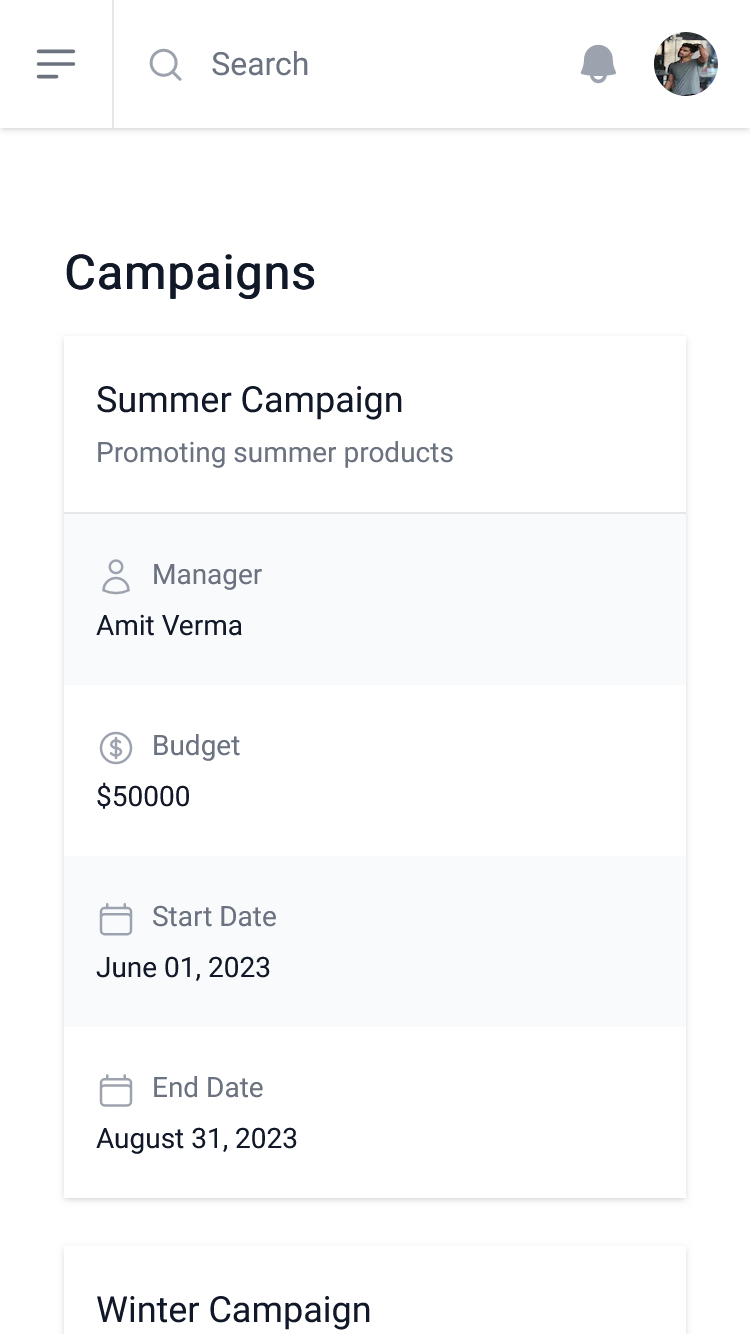 Search
Campaigns
Summer Campaign
Promoting summer products
Manager
Amit Verma
Budget
$50000
Start Date
June 01, 2023
End Date
August 31, 2023
Winter Campaign